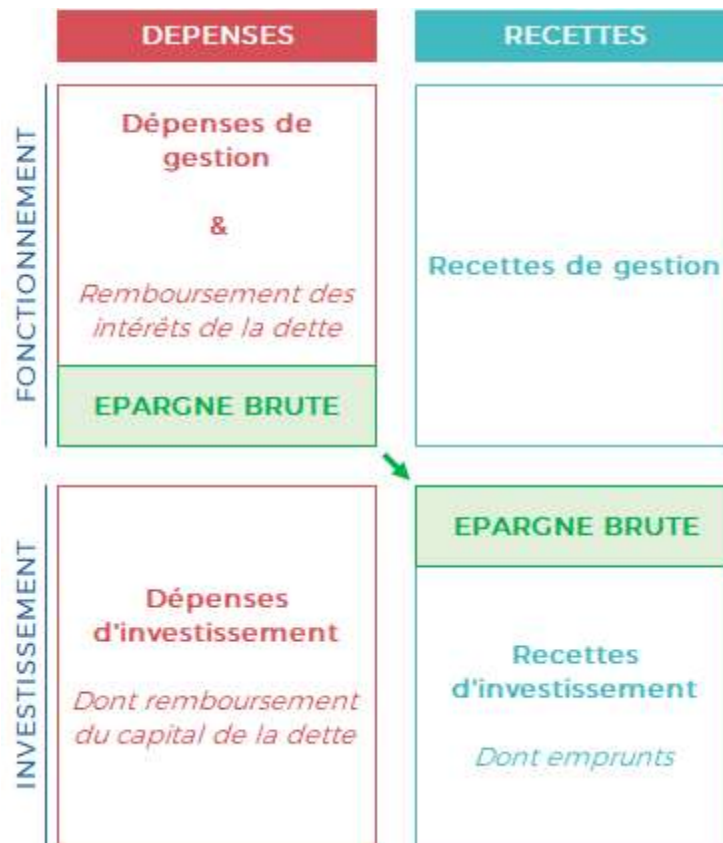 DEPENSES
RECETTES
FONCTIONNEMENT
Dépenses de
gestion
&
Remboursement des
intérêts de la dette
EPARGNE BRUTE
Recettes de gestion
INVESTISSEMENT
Dépenses
d'investissement
Dont remboursement
du capital de la dette
EPARGNE BRUTE
Recettes
d'investissement
Dont emprunts